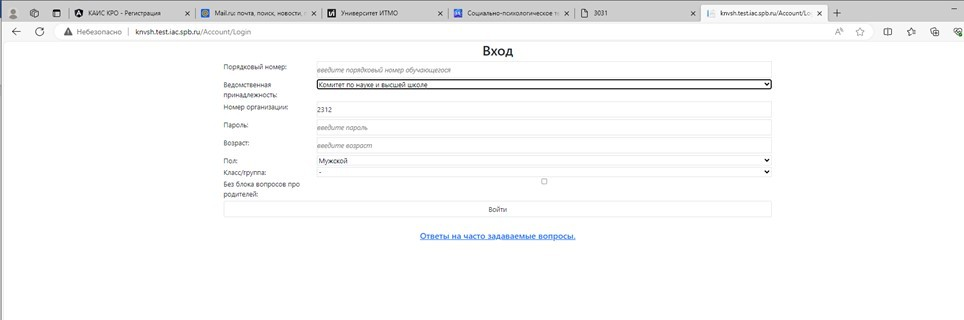 КАИС КРО – Регистрация
Mail.ru: почта, поиск, новости,
Университет ИТМО
Социально-психологическое т
3031
knvsh.test.iac.spb.ru/Account/Lo
Небезопасно
knvsh.test.iac.spb.ru/Account/Login
Вход
Порядковый номер:
введите порядковый номер обучающегося
Ведомственная
принадлежность:
Комитет по науке и высшей школе
Номер организации:
2312
Пароль:
введите пароль
Возраст:
введите возраст
Пол:
Мужской
Класс/группа:
-
Без блока вопросов про
родителей:
Войти
Ответы на часто задаваемые вопросы.